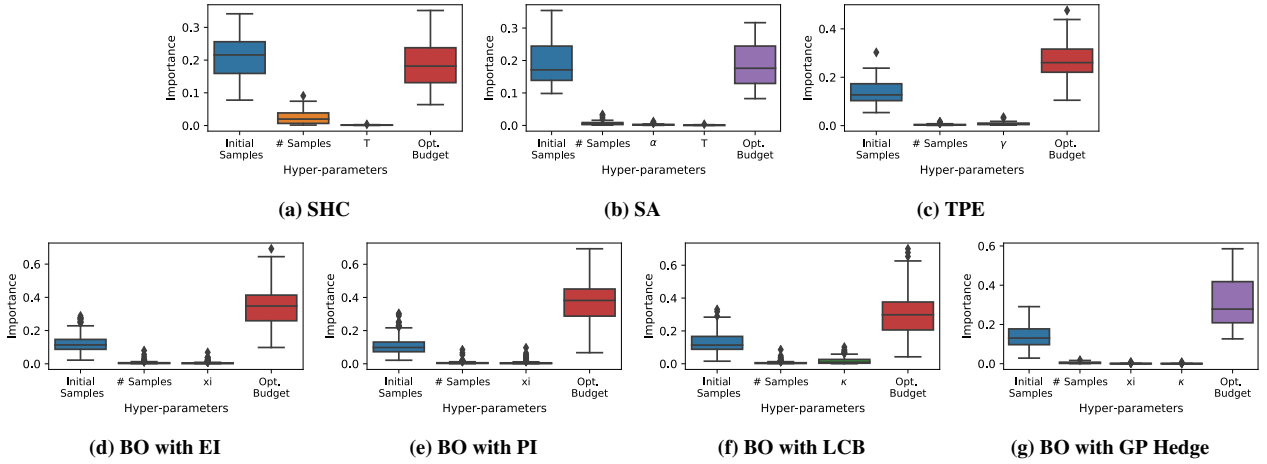 Importance
0.3
0.2
0.1
0.0
Initial Samples
# Samples
T
Opt. Budget
Hyper-parameters
(a) SHC
Importance
0.3
0.2
0.1
0.0
Initial Samples
# Samples
α
T
Opt. Budget
Hyper-parameters
(b) SA
Importance
0.4
0.2
0.0
Initial Samples
# Samples
γ
Opt. Budget
Hyper-parameters
(c) TPE
Importance
0.6
0.4
0.2
0.0
Initial Samples
# Samples
xi
Opt. Budget
Hyper-parameters
(d) BO with EI
Importance
0.6
0.4
0.2
0.0
Initial Samples
# Samples
xi
Opt. Budget
Hyper-parameters
(e) BO with PI
Importance
0.6
0.4
0.2
0.0
Initial Samples
# Samples
κ
Opt. Budget
Hyper-parameters
(f) BO with LCB
Importance
0.6
0.4
0.2
0.0
Initial Samples
# Samples
xi
κ
Opt. Budget
Hyper-parameters
(g) BO with GP Hedge